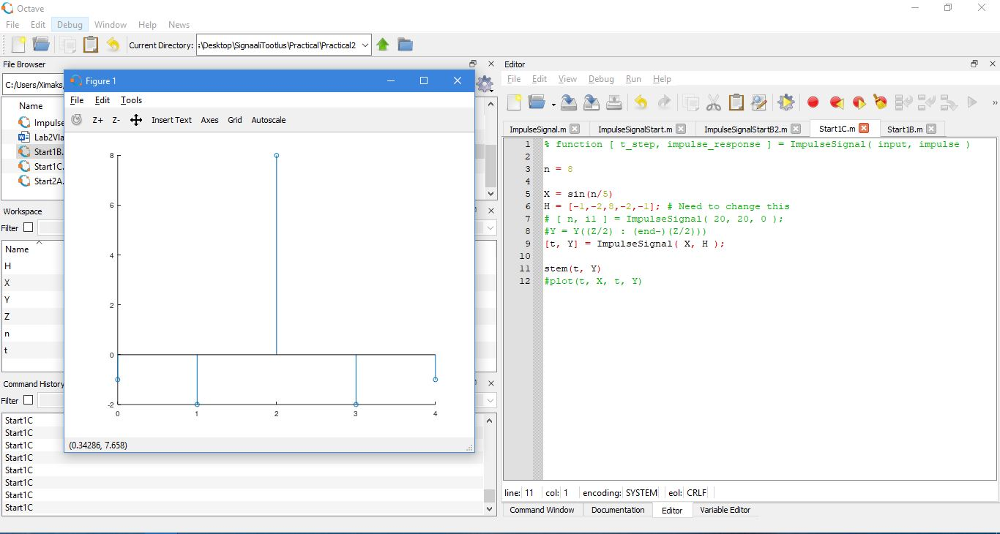 Octave
File Edit Debug Window Help News
Current Directory: s\Desktop\SignaaliTootlus\Practical\Practical2
File Browser
C:/Users/Ximaks
Name
Impulse
Lab2Vla
Start1B.
Start1C.
Start2A.
Workspace
Filter
Name
H
X
Y
Z
n
t
Command History
Filter
Start1C
Start1C
Start1C
Start1C
Start1C
Start1C
Start1C
Start1C
Figure 1
File Edit Tools
Z+ Z- Insert Text Axes Grid Autoscale
8
6
4
2
0
-2
0 1 2 3 4
(0.34286, 7.658)
Editor
File Edit View Debug Run Help
ImpulseSignal.m ImpulseSignalStart.m ImpulseSignalStartB2.m Start1C.m Start1B.m
1 % function [ t_step, impulse_response ] = ImpulseSignal( input, impulse )
2
3 n = 8
4
5 X = sin(n/5)
6 H = [-1,-2,8,-2,-1]; # Need to change this
7 # [ n, i1 ] = ImpulseSignal( 20, 20, 0 );
8 #Y = Y((Z/2) : (end-)(Z/2)))
9 [t, Y] = ImpulseSignal( X, H );
10
11 stem(t, Y)
12 #plot(t, X, t, Y)
line: 11 col: 1 encoding: SYSTEM eol: CRLF
Command Window Documentation Editor Variable Editor